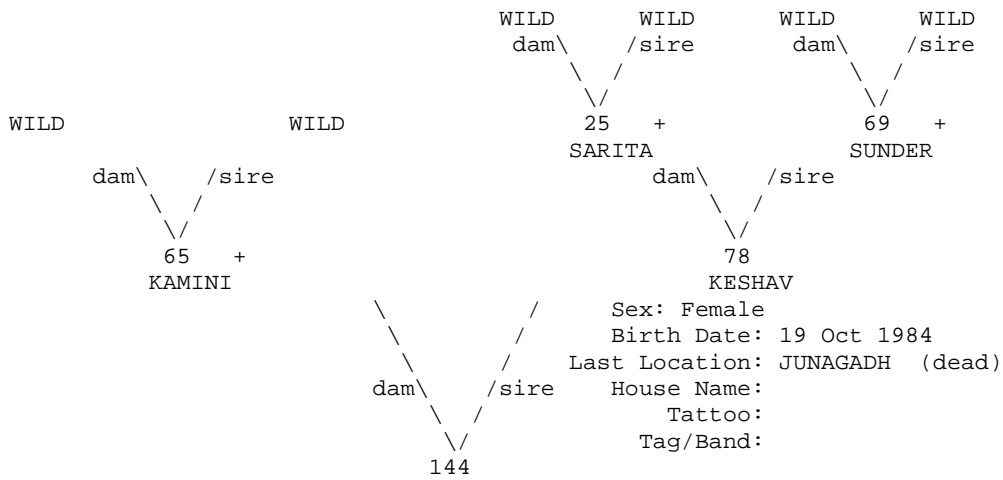 WILD WILD WILD WILD
dam\ /sire dam\ /sire
\ / \ /
\/ \/
WILD WILD 25 + 69 +
SARITA SUNDER
dam\ /sire dam\ /sire
\ / \ /
\/ \/
65 + 78
KAMINI KESHAV
\ / Sex: Female
\ / Birth Date: 19 Oct 1984
\ / Last Location: JUNAGADH (dead)
dam\ /sire House Name:
\ / Tattoo:
\/ Tag/Band:
144